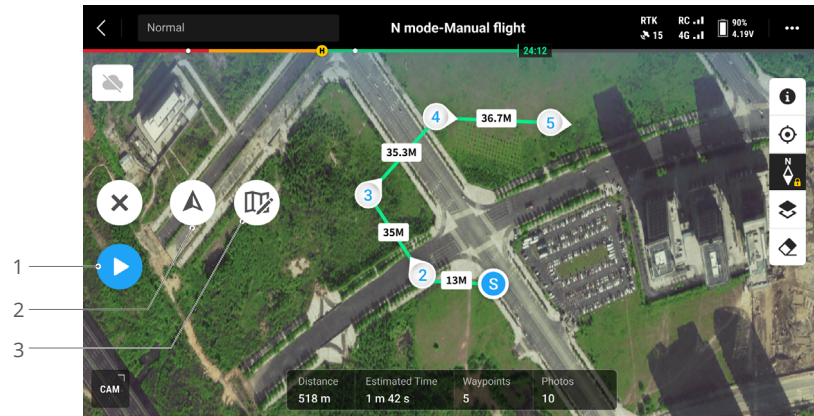 Normal
N mode-Manual flight
RTK
15
RC
4G
90%
4.19V
H
24:12
4
36.7M
5
35.3M
N
3
35M
1
2
13M
S
2
3
CAM
Distance
518 m
Estimated Time
1 m 42 s
Waypoints
5
Photos
10